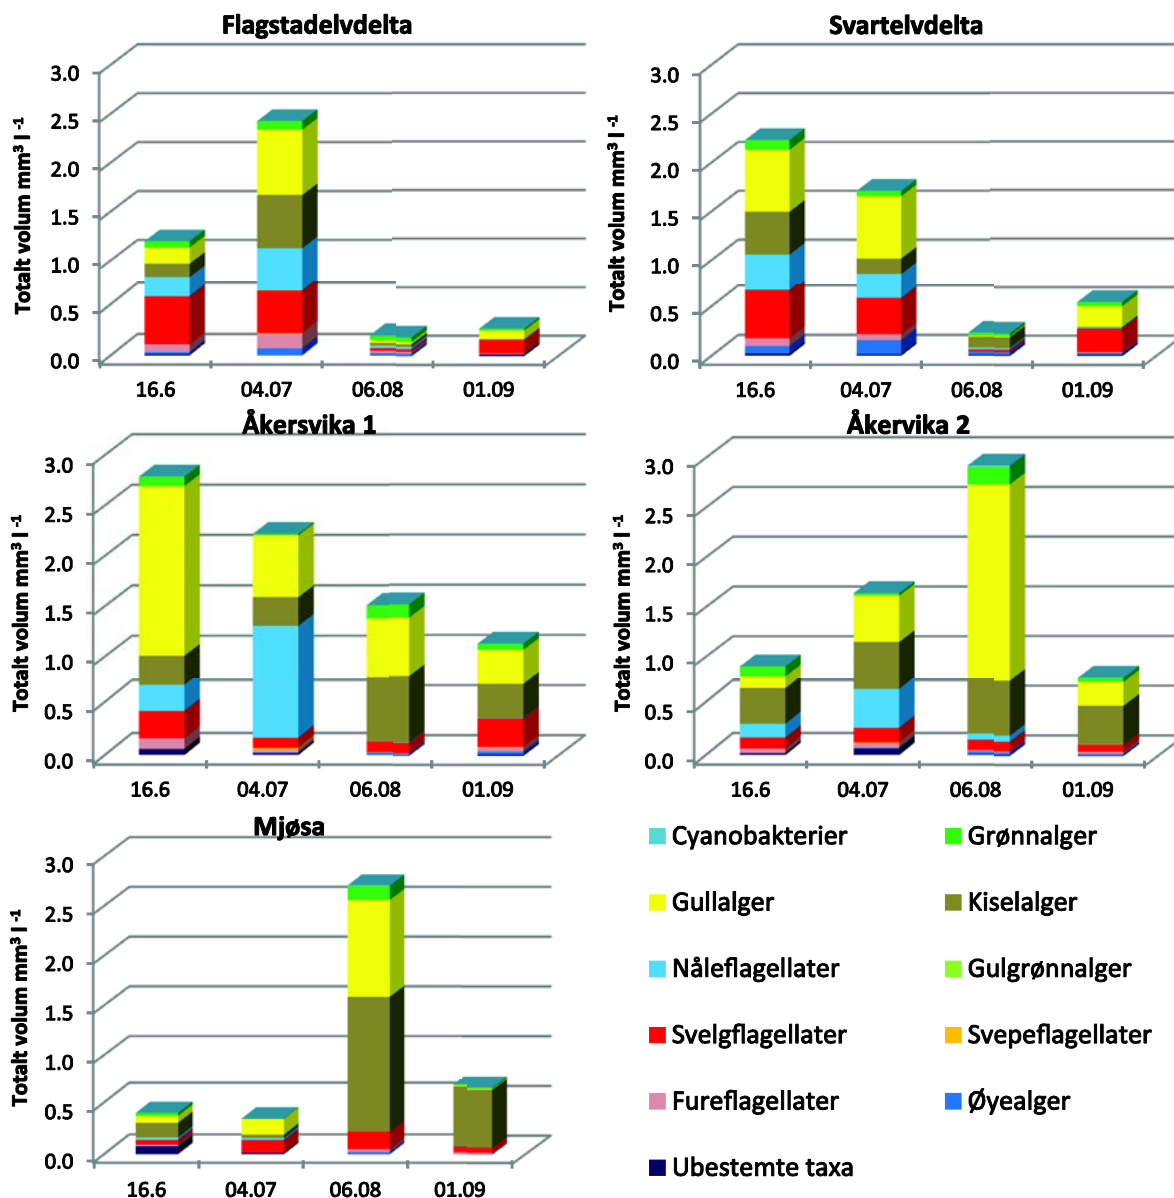 Flagstadelvdelta
Totalt volum mm³ l⁻¹
3.0
2.5
2.0
1.5
1.0
0.5
0.0
16.6 04.07 06.08 01.09
Svartelvdelta
Totalt volum mm³ l⁻¹
3.0
2.5
2.0
1.5
1.0
0.5
0.0
16.6 04.07 06.08 01.09
Åkersvika 1
Totalt volum mm³ l⁻¹
3.0
2.5
2.0
1.5
1.0
0.5
0.0
16.6 04.07 06.08 01.09
Åkervika 2
Totalt volum mm³ l⁻¹
3.0
2.5
2.0
1.5
1.0
0.5
0.0
16.6 04.07 06.08 01.09
Mjøsa
Totalt volum mm³ l⁻¹
3.0
2.5
2.0
1.5
1.0
0.5
0.0
16.6 04.07 06.08 01.09
Cyanobakterier Grønnalger
Gullalger Kiselalger
Nåleflagellater Gulgrønnalger
Svelgflagellater Svepeflagellater
Fureflagellater Øyealger
Ubestemte taxa